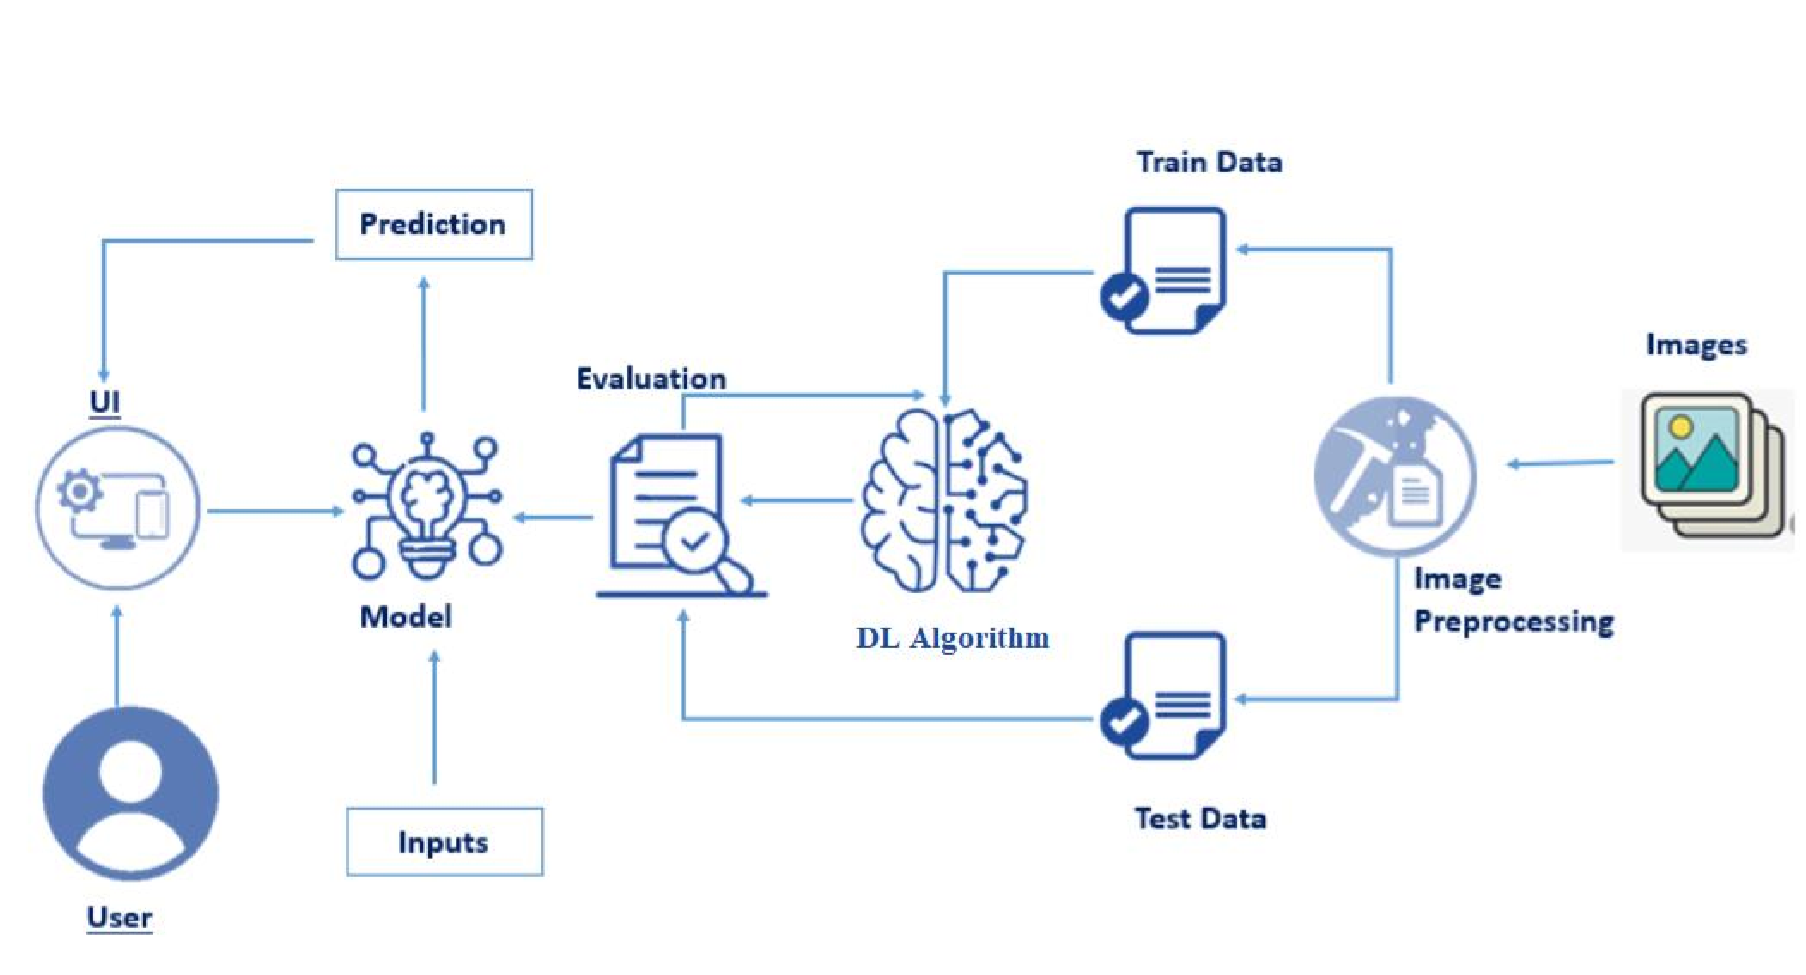 Train Data
Prediction
Images
Evaluation
UI
Image
Preprocessing
Model
DL Algorithm
Test Data
Inputs
User